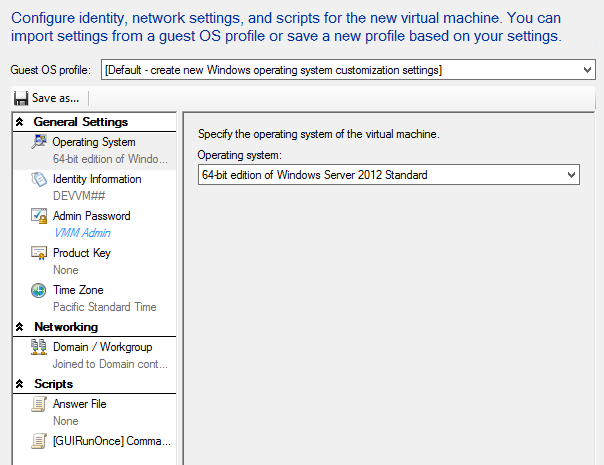 Configure identity, network settings, and scripts for the new virtual machine. You can
import settings from a guest OS profile or save a new profile based on your settings.
Guest OS profile: [Default - create new Windows operating system customization settings]
Save as...
General Settings
Operating System
64-bit edition of Windo...
Identity Information
DEVVM##
Admin Password
VMM Admin
Product Key
None
Time Zone
Pacific Standard Time
Networking
Domain / Workgroup
Joined to Domain cont...
Scripts
Answer File
None
[GUIRunOnce] Comma...
Specify the operating system of the virtual machine.
Operating system:
64-bit edition of Windows Server 2012 Standard